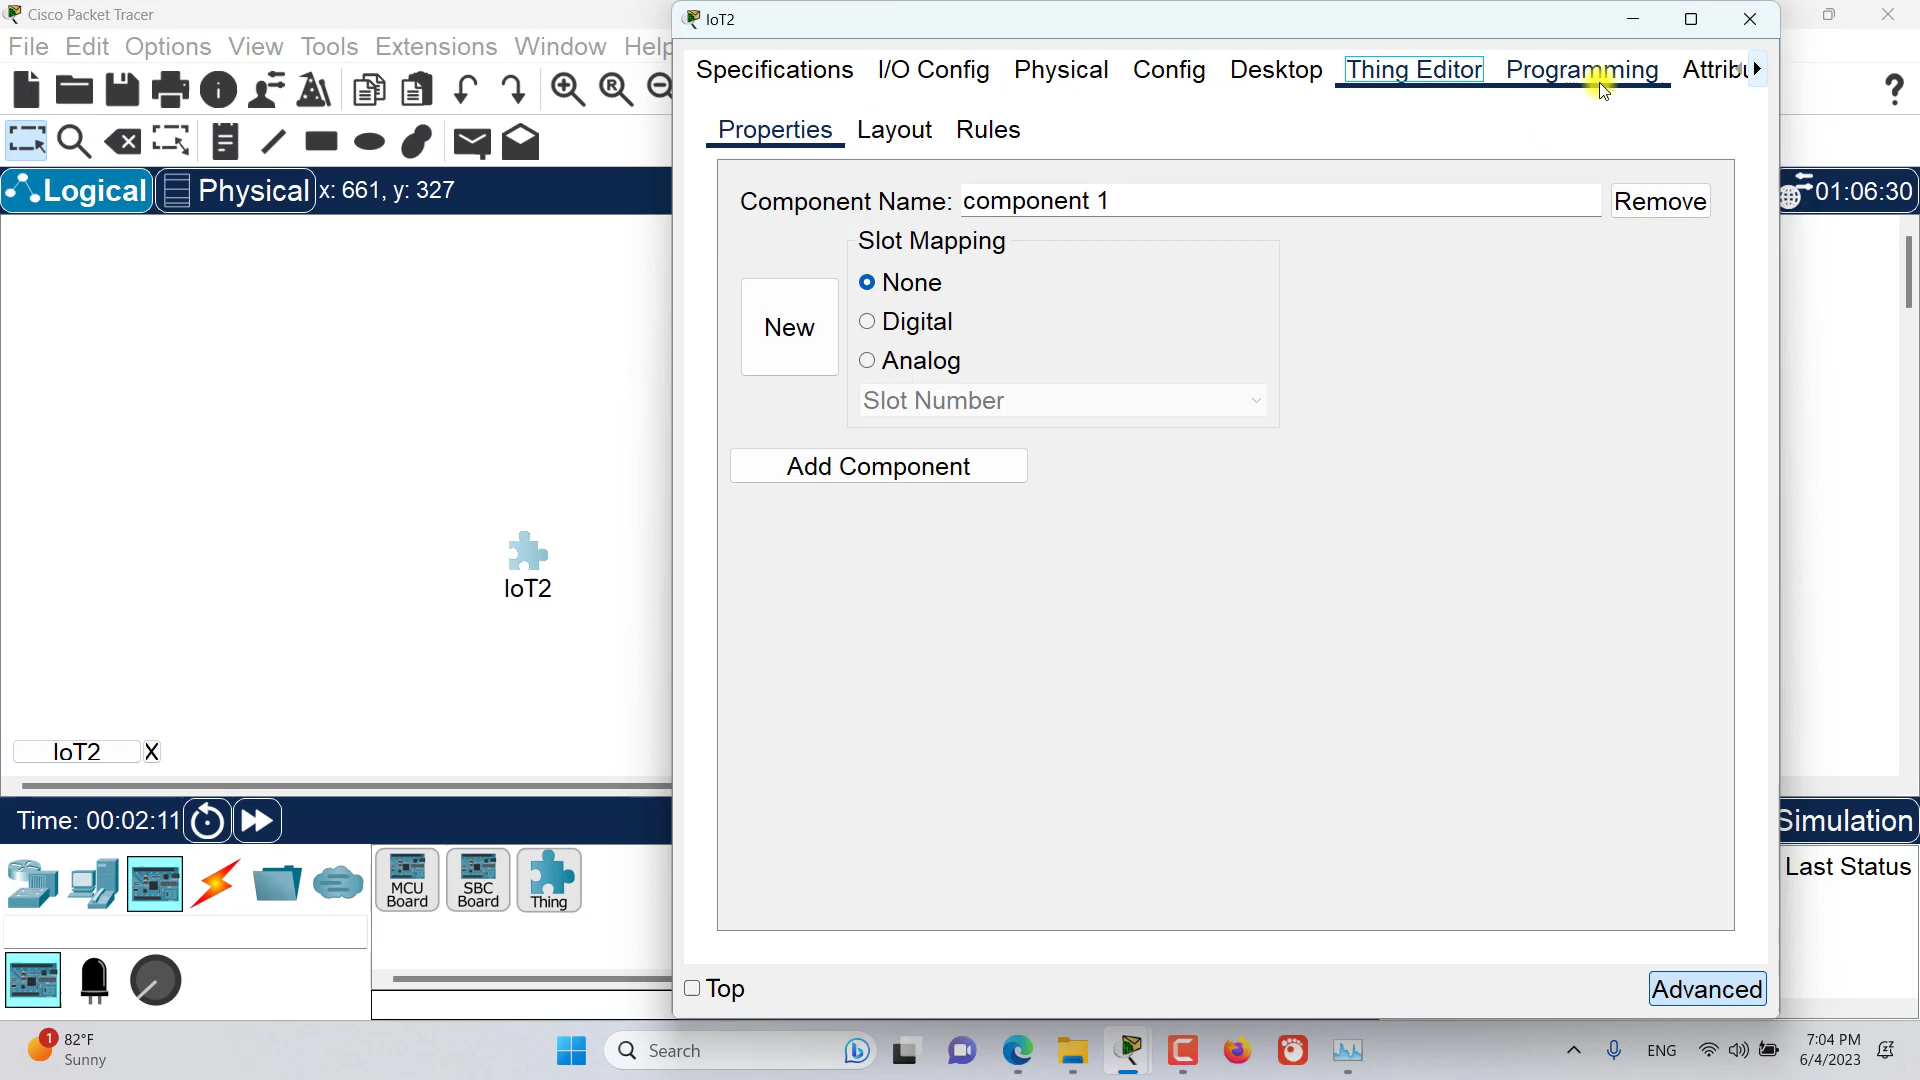 Cisco Packet Tracer
File Edit Options View Tools Extensions Window Help
Logical Physical x: 661, y: 327
IoT2
IoT2 X
Time: 00:02:11
MCU Board
SBC Board
Thing
IoT2
Specifications I/O Config Physical Config Desktop Thing Editor Programming Attribu
Properties Layout Rules
Component Name: component 1 Remove
Slot Mapping
New
None
Digital
Analog
Slot Number
Add Component
Top Advanced
?
01:06:30
Simulation
Last Status
1 82°F
Sunny
Search
ENG
7:04 PM
6/4/2023